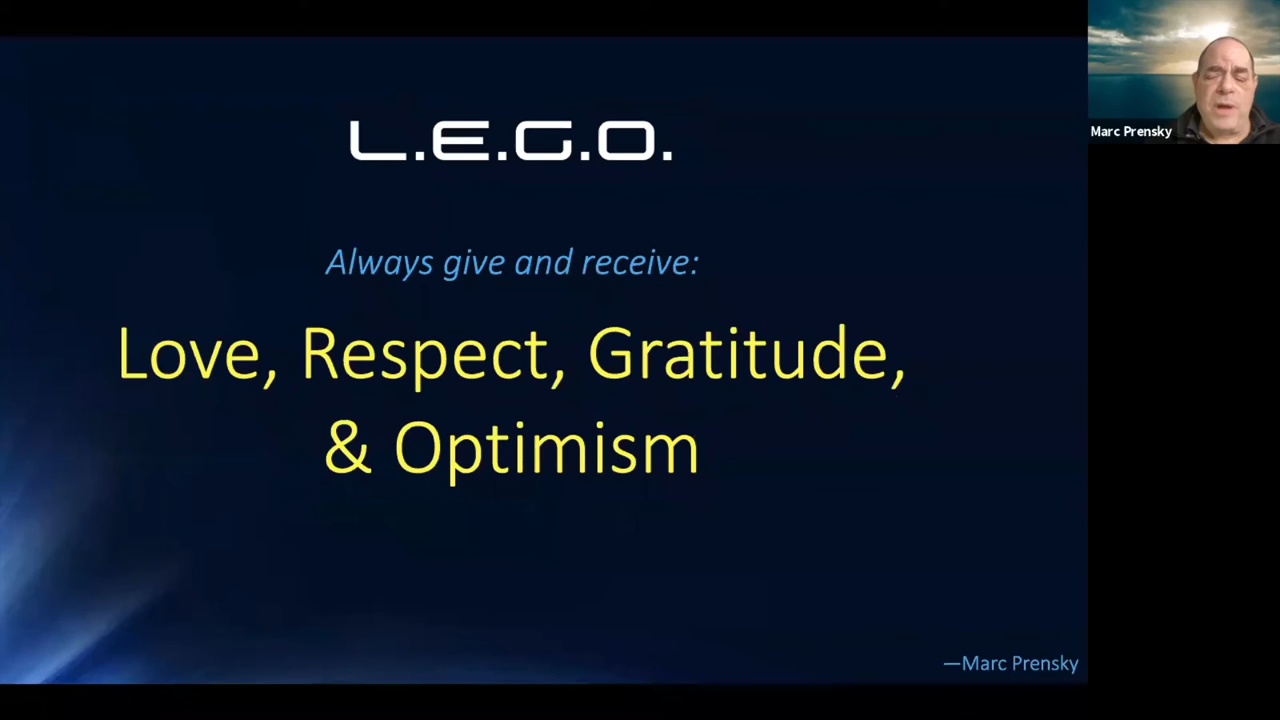 L.E.G.O.
Always give and receive:
Love, Respect, Gratitude,
& Optimism
—Marc Prensky
Marc Prensky